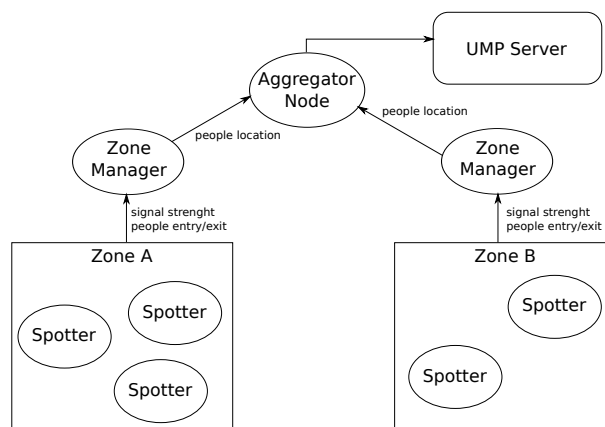 UMP Server
Aggregator
Node
people location
people location
Zone
Manager
Zone
Manager
signal strenght
people entry/exit
signal strenght
people entry/exit
Zone A
Zone B
Spotter
Spotter
Spotter
Spotter
Spotter